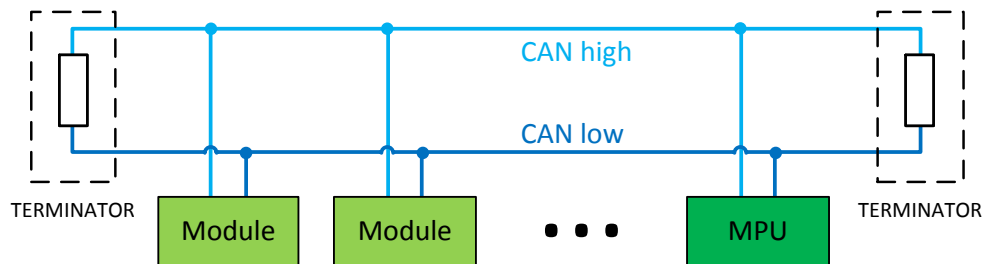 CAN high
CAN low
TERMINATOR
TERMINATOR
Module
Module
MPU